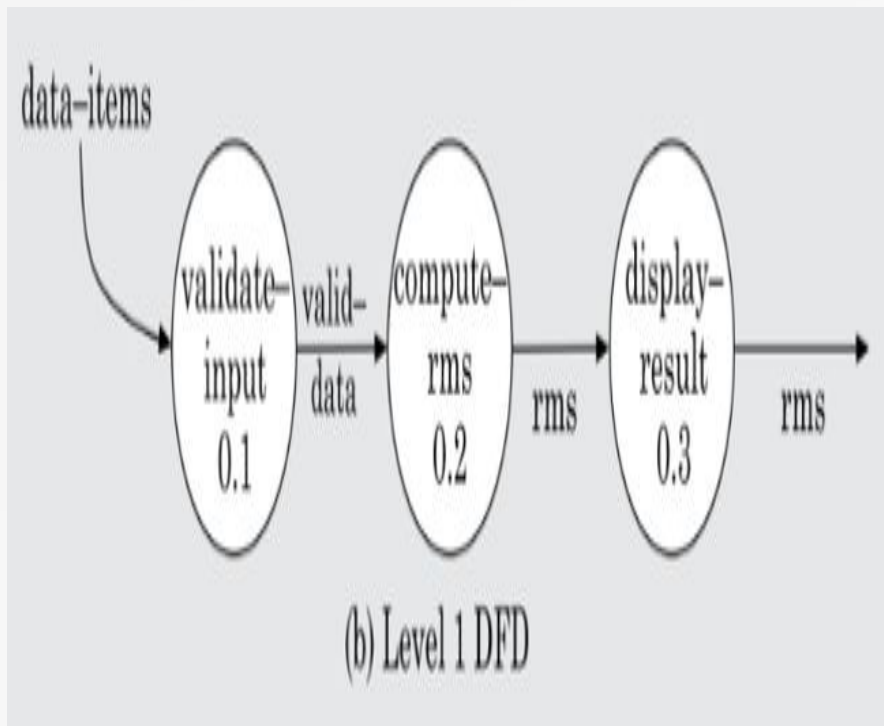 data–items
validate–
input
0.1
valid–
data
compute–
rms
0.2
rms
display–
result
0.3
rms
(b) Level 1 DFD